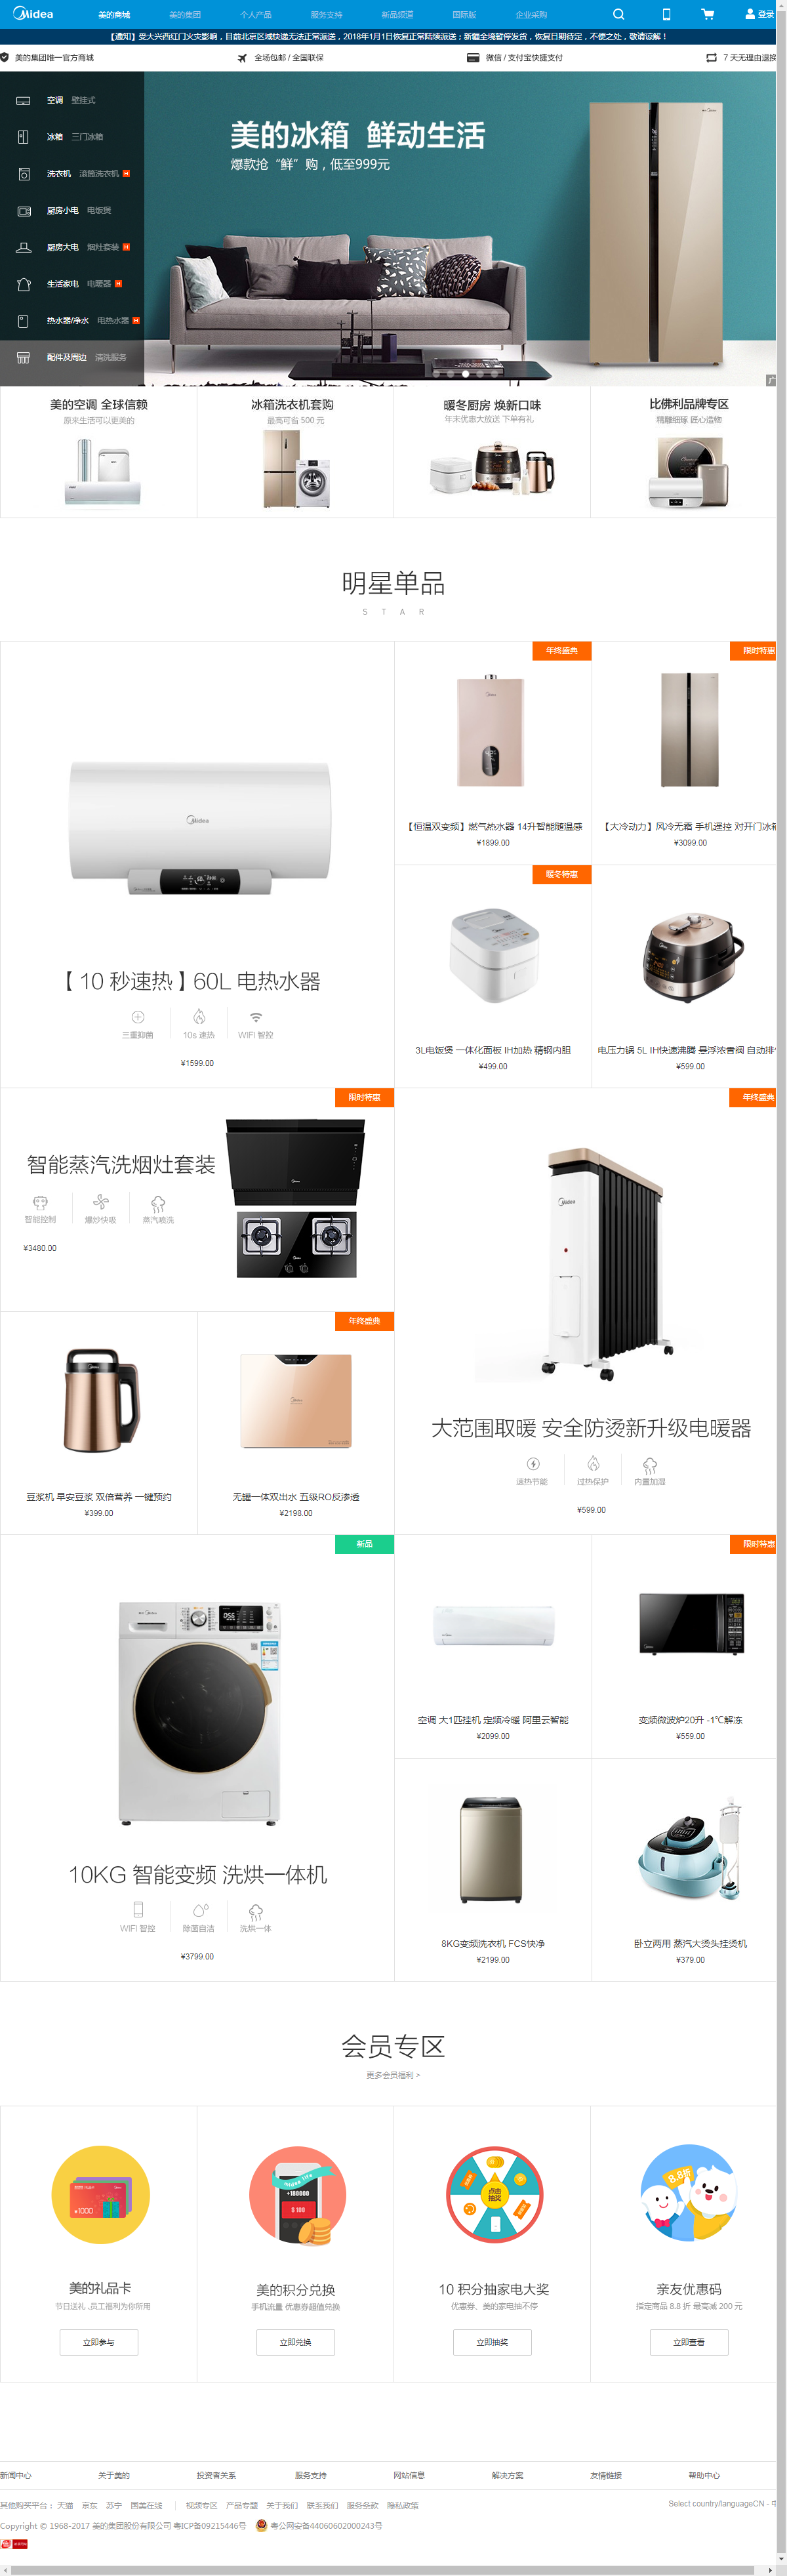 Midea 美的商城 美的集团 个人产品 服务支持 新品频道 国际版 企业采购 登录
【通知】受大兴西红门火灾影响，目前北京区域快递无法正常派送，2018年1月1日恢复正常陆续派送；新疆全境暂停发货，恢复日期待定，不便之处，敬请谅解！
美的集团唯一官方商城 全场包邮 / 全国联保 微信 / 支付宝快捷支付 7 天无理由退换
空调 壁挂式
冰箱 三门冰箱
洗衣机 滚筒洗衣机 H
厨房小电 电饭煲
厨房大电 烟灶套装 H
生活家电 电暖器 H
热水器/净水 电热水器 H
配件及周边 清洗服务
美的冰箱 鲜动生活
爆款抢“鲜”购，低至999元
美的空调 全球信赖
原来生活可以更美的
冰箱洗衣机套购
最高可省 500 元
暖冬厨房 焕新口味
年末优惠大放送 下单有礼
比佛利品牌专区
精雕细琢 匠心造物
明星单品
STAR
Midea
【 10 秒速热 】60L 电热水器
三重抑菌 10s 速热 WIFI 智控
¥1599.00
年终盛典
【恒温双变频】燃气热水器 14升智能随温感
¥1899.00
限时特惠
【大冷动力】风冷无霜 手机遥控 对开门冰箱
¥3099.00
暖冬特惠
3L电饭煲 一体化面板 IH加热 精钢内胆
¥499.00
电压力锅 5L IH快速沸腾 悬浮浓香阀 自动排
¥599.00
限时特惠
智能蒸汽洗烟灶套装
智能控制 爆炒快吸 蒸汽喷洗
¥3480.00
年终盛典
Midea
大范围取暖 安全防烫新升级电暖器
速热节能 过热保护 内置加湿
¥599.00
豆浆机 早安豆浆 双倍营养 一键预约
¥399.00
年终盛典
无罐一体双出水 五级RO反渗透
¥2198.00
新品
10KG 智能变频 洗烘一体机
WIFI 智控 除菌自洁 洗烘一体
¥3799.00
空调 大1匹挂机 定频冷暖 阿里云智能
¥2099.00
限时特惠
变频微波炉20升 -1℃解冻
¥559.00
8KG变频洗衣机 FCS快净
¥2199.00
卧立两用 蒸汽大烫头挂烫机
¥379.00
会员专区
更多会员福利 >
¥1000
美的礼品卡
节日送礼 ,员工福利为你所用
立即参与
midea life
+180000
$ 100
美的积分兑换
手机流量 优惠券超值兑换
立即兑换
点击
抽奖
10 积分抽家电大奖
优惠券、美的家电抽不停
立即抽奖
8.8折
亲友优惠码
指定商品 8.8 折 最高减 200 元
立即查看
新闻中心 关于美的 投资者关系 服务支持 网站信息 解决方案 友情链接 帮助中心
其他购买平台： 天猫 京东 苏宁 国美在线 | 视频专区 产品专题 关于我们 联系我们 服务条款 隐私政策 Select country/languageCN -
Copyright © 1968-2017 美的集团股份有限公司 粤ICP备09215446号 粤公网安备44060602000243号